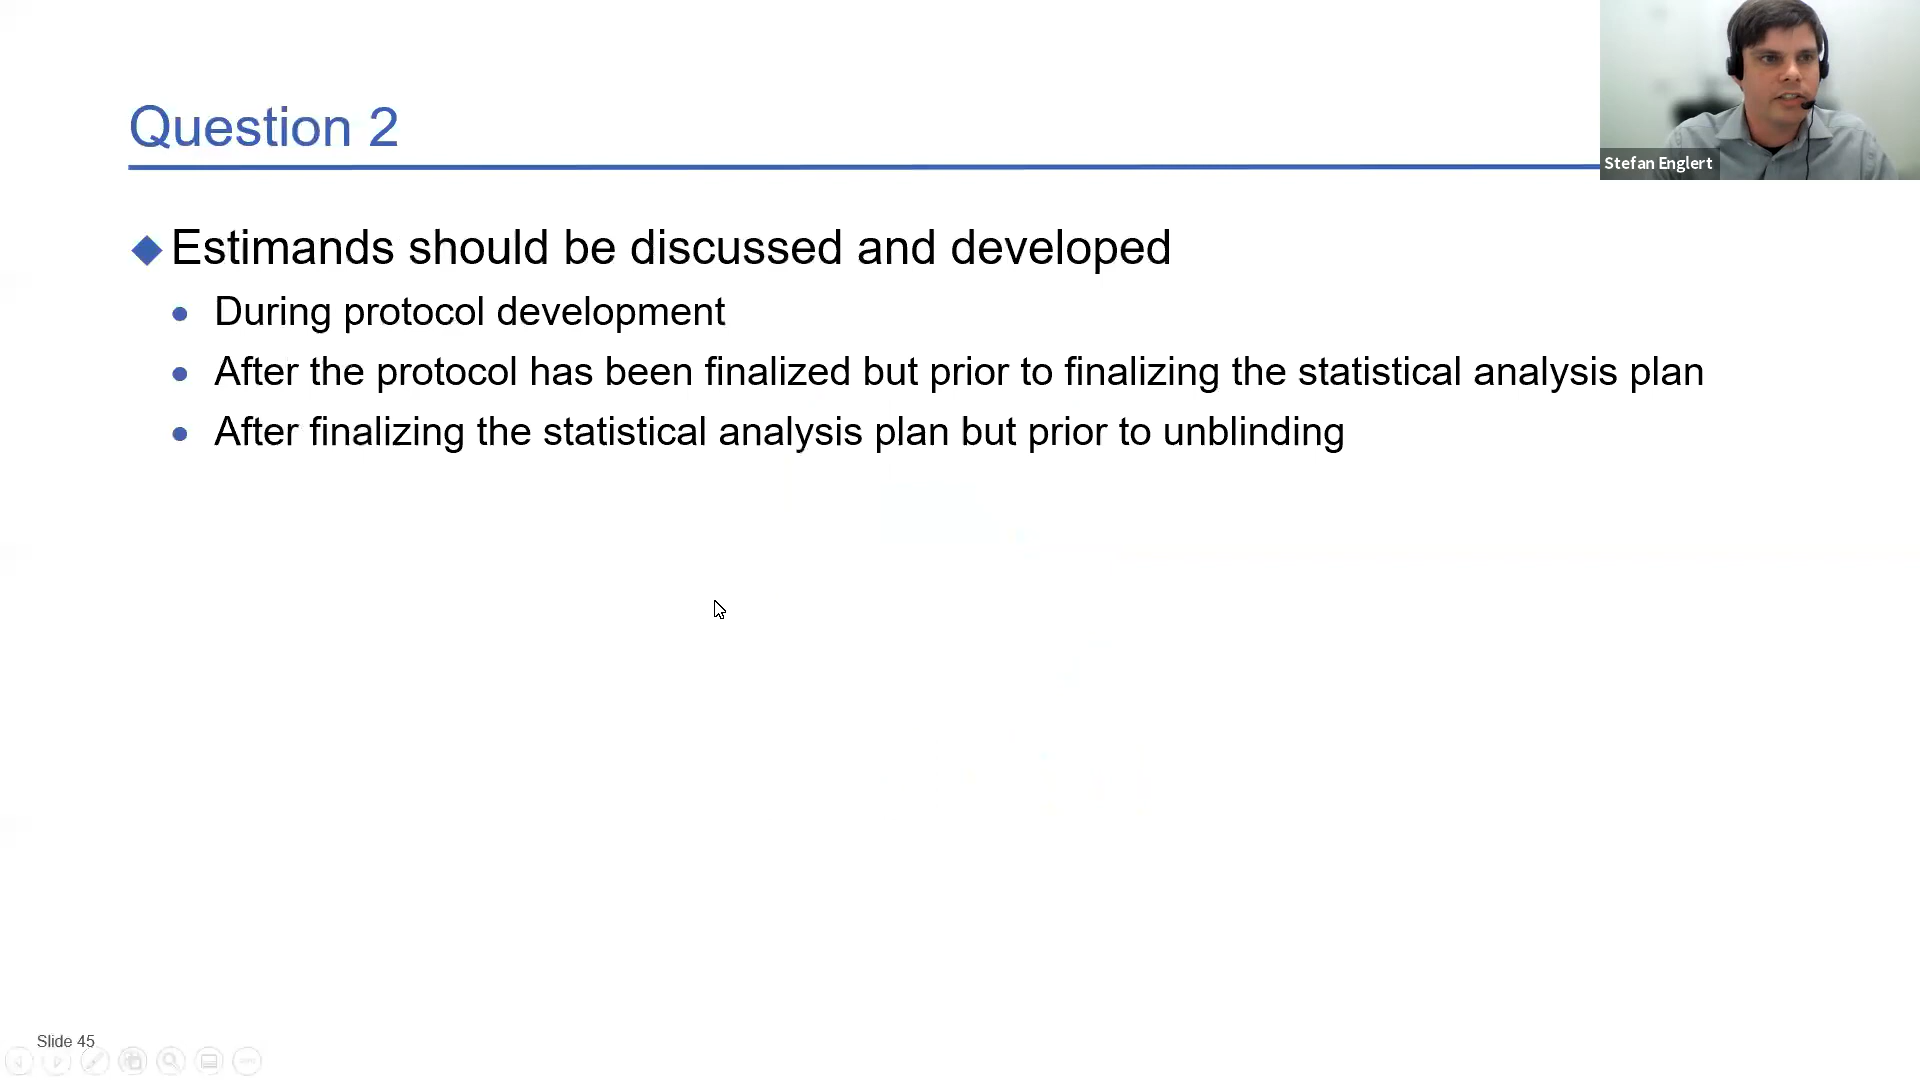 Question 2
Stefan Englert
Estimands should be discussed and developed
During protocol development
After the protocol has been finalized but prior to finalizing the statistical analysis plan
After finalizing the statistical analysis plan but prior to unblinding
Slide 45